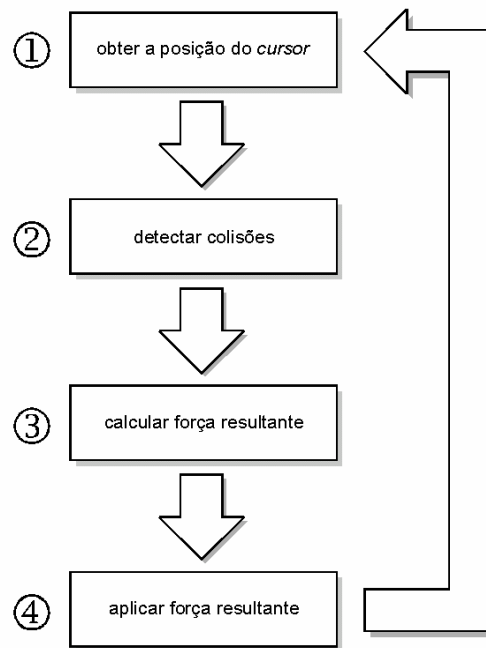 ① obter a posição do cursor
② detectar colisões
③ calcular força resultante
④ aplicar força resultante